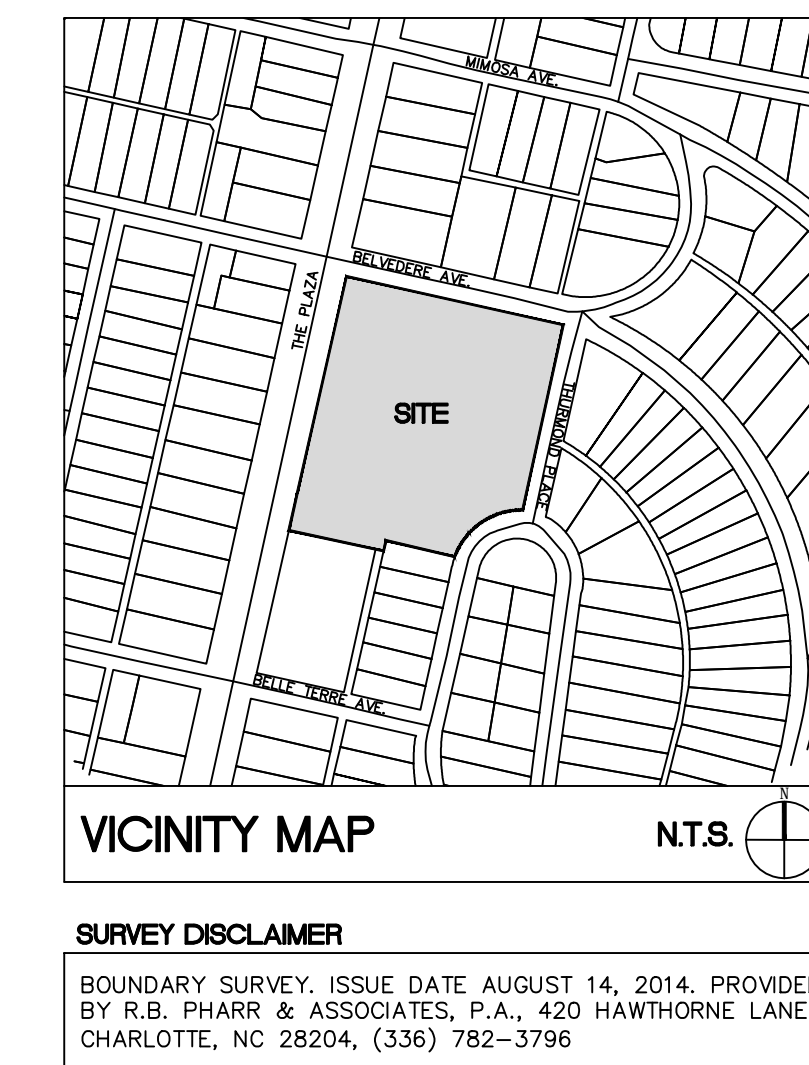 MIMOSA AVE.
BELVEDERE AVE.
THE PLAZA
SITE
THURMOND PLACE
BELLE TERRE AVE.
N
VICINITY MAP
N.T.S.
SURVEY DISCLAIMER
BOUNDARY SURVEY. ISSUE DATE AUGUST 14, 2014. PROVIDE
BY R.B. PHARR & ASSOCIATES, P.A., 420 HAWTHORNE LANE
CHARLOTTE, NC 28204, (336) 782-3796